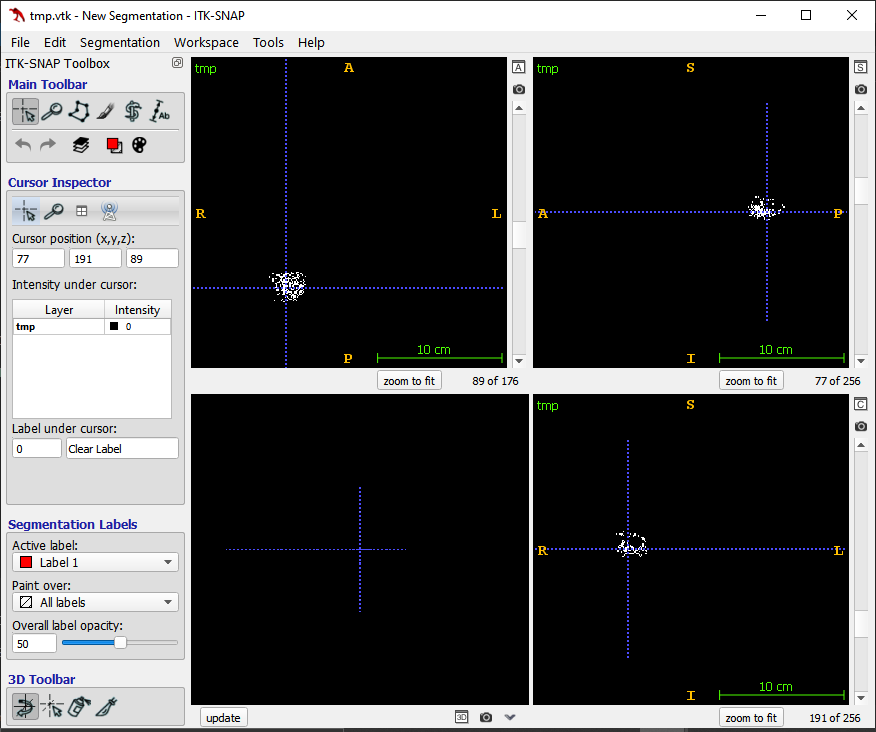 tmp.vtk - New Segmentation - ITK-SNAP
File Edit Segmentation Workspace Tools Help
ITK-SNAP Toolbox
Main Toolbar
Ab
Cursor Inspector
Cursor position (x,y,z):
77 191 89
Intensity under cursor:
Layer Intensity
tmp 0
Label under cursor:
0 Clear Label
Segmentation Labels
Active label:
Label 1
Paint over:
All labels
Overall label opacity:
50
3D Toolbar
tmp
A
R
L
P
10 cm
A
zoom to fit 89 of 176
tmp
S
A
P
I
10 cm
S
zoom to fit 77 of 256
update
3D
tmp
S
R
L
I
10 cm
C
zoom to fit 191 of 256